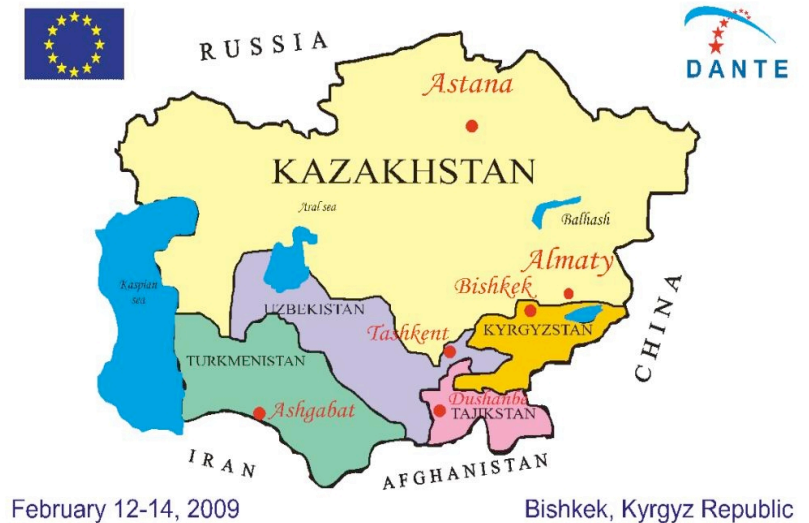 RUSSIA
DANTE
Astana
KAZAKHSTAN
Aral sea
Balhash
Almaty
Kaspian
sea
Bishkek
UZBEKISTAN
Tashkent
KYRGYZSTAN
CHINA
TURKMENISTAN
Dushanbe
TAJIKSTAN
Ashgabat
IRAN
AFGHANISTAN
February 12-14, 2009
Bishkek, Kyrgyz Republic